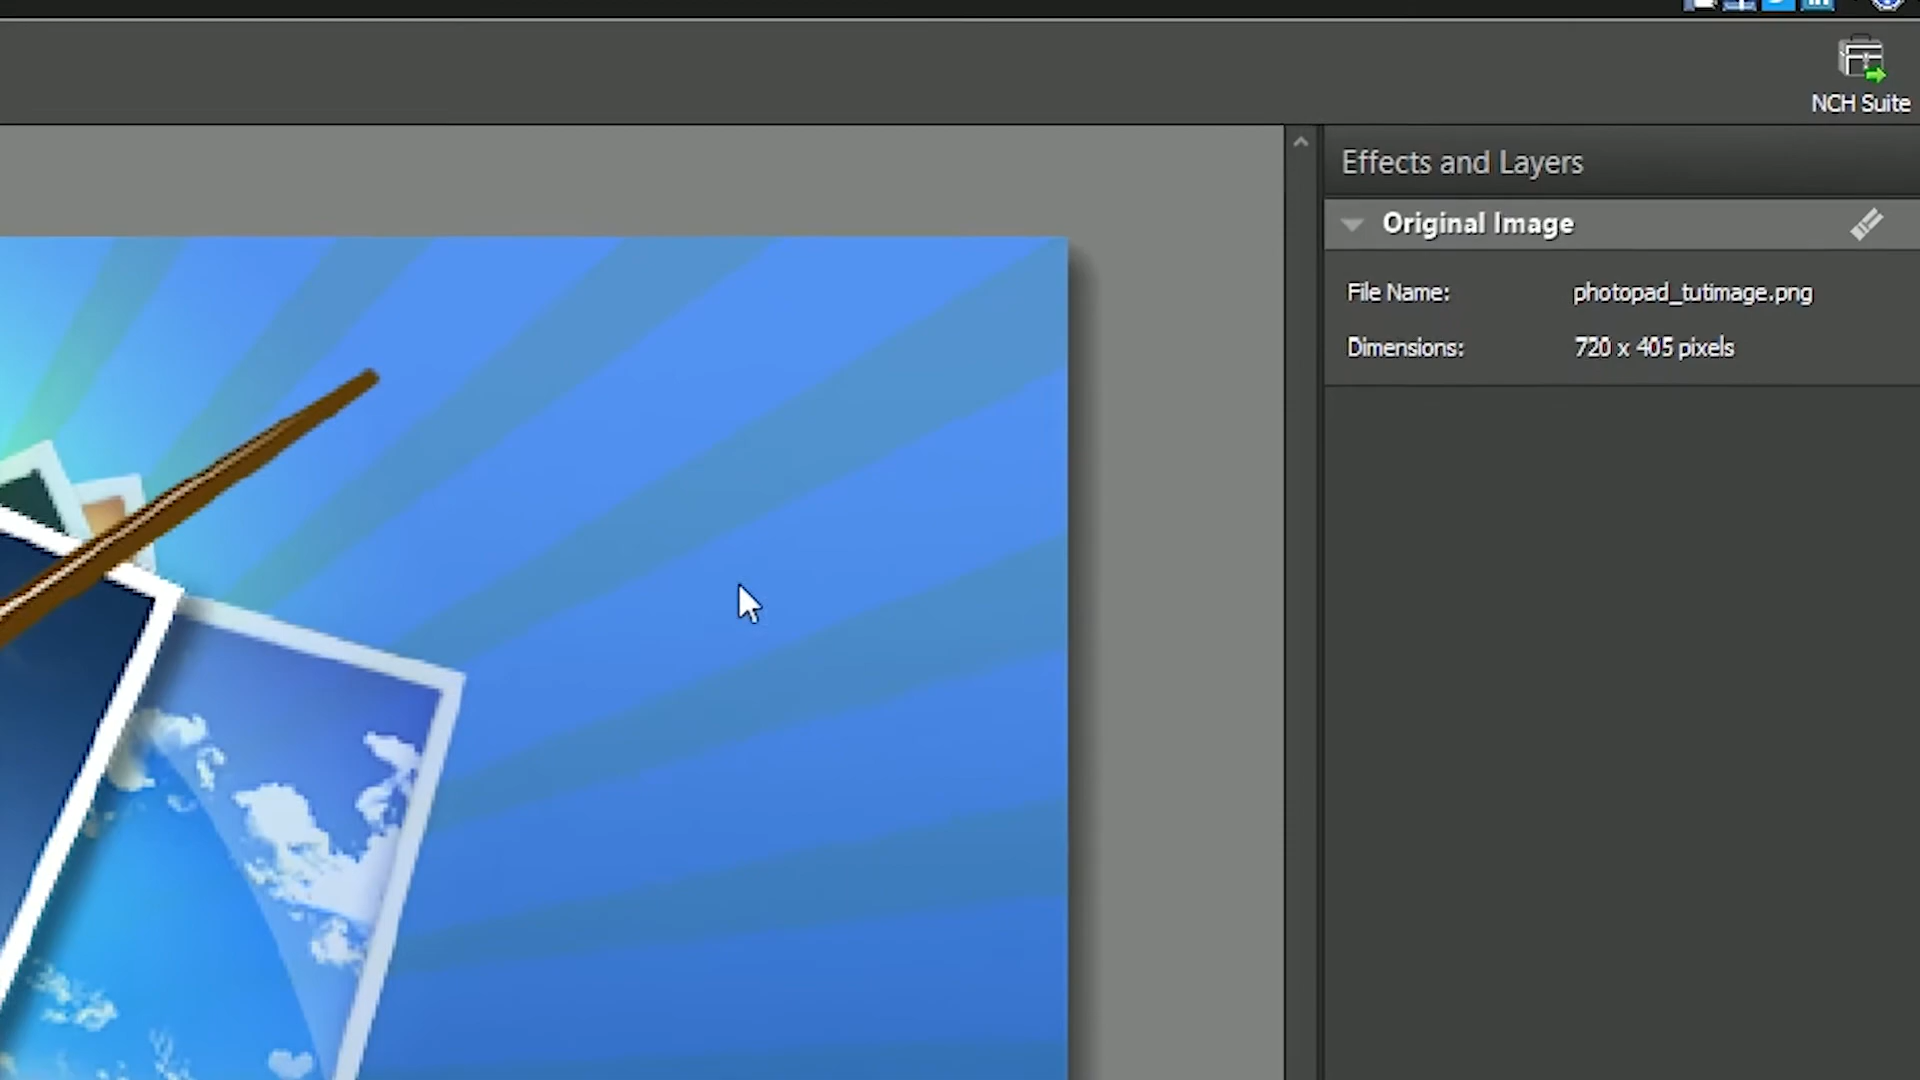 NCH Suite
Effects and Layers
Original Image
File Name: photopad_tutimage.png
Dimensions: 720 x 405 pixels